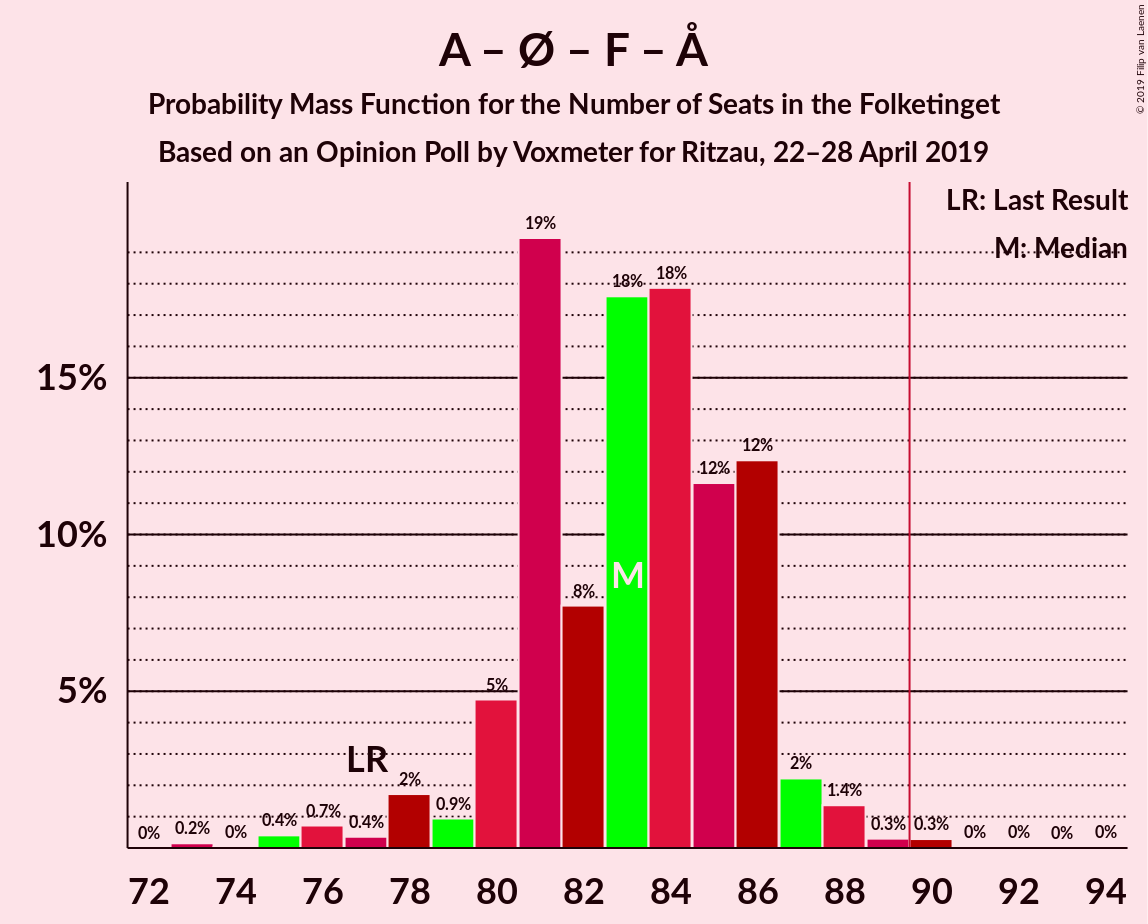 A – Ø – F – Å
Probability Mass Function for the Number of Seats in the Folketinget
Based on an Opinion Poll by Voxmeter for Ritzau, 22–28 April 2019
© 2019 Filip van Laenen
LR: Last Result
M: Median
15%
10%
5%
0%
0.2%
0%
0.4%
0.7%
0.4%
2%
0.9%
5%
19%
8%
18%
18%
12%
12%
2%
1.4%
0.3%
0.3%
0%
0%
0%
0%
LR
M
72 74 76 78 80 82 84 86 88 90 92 94